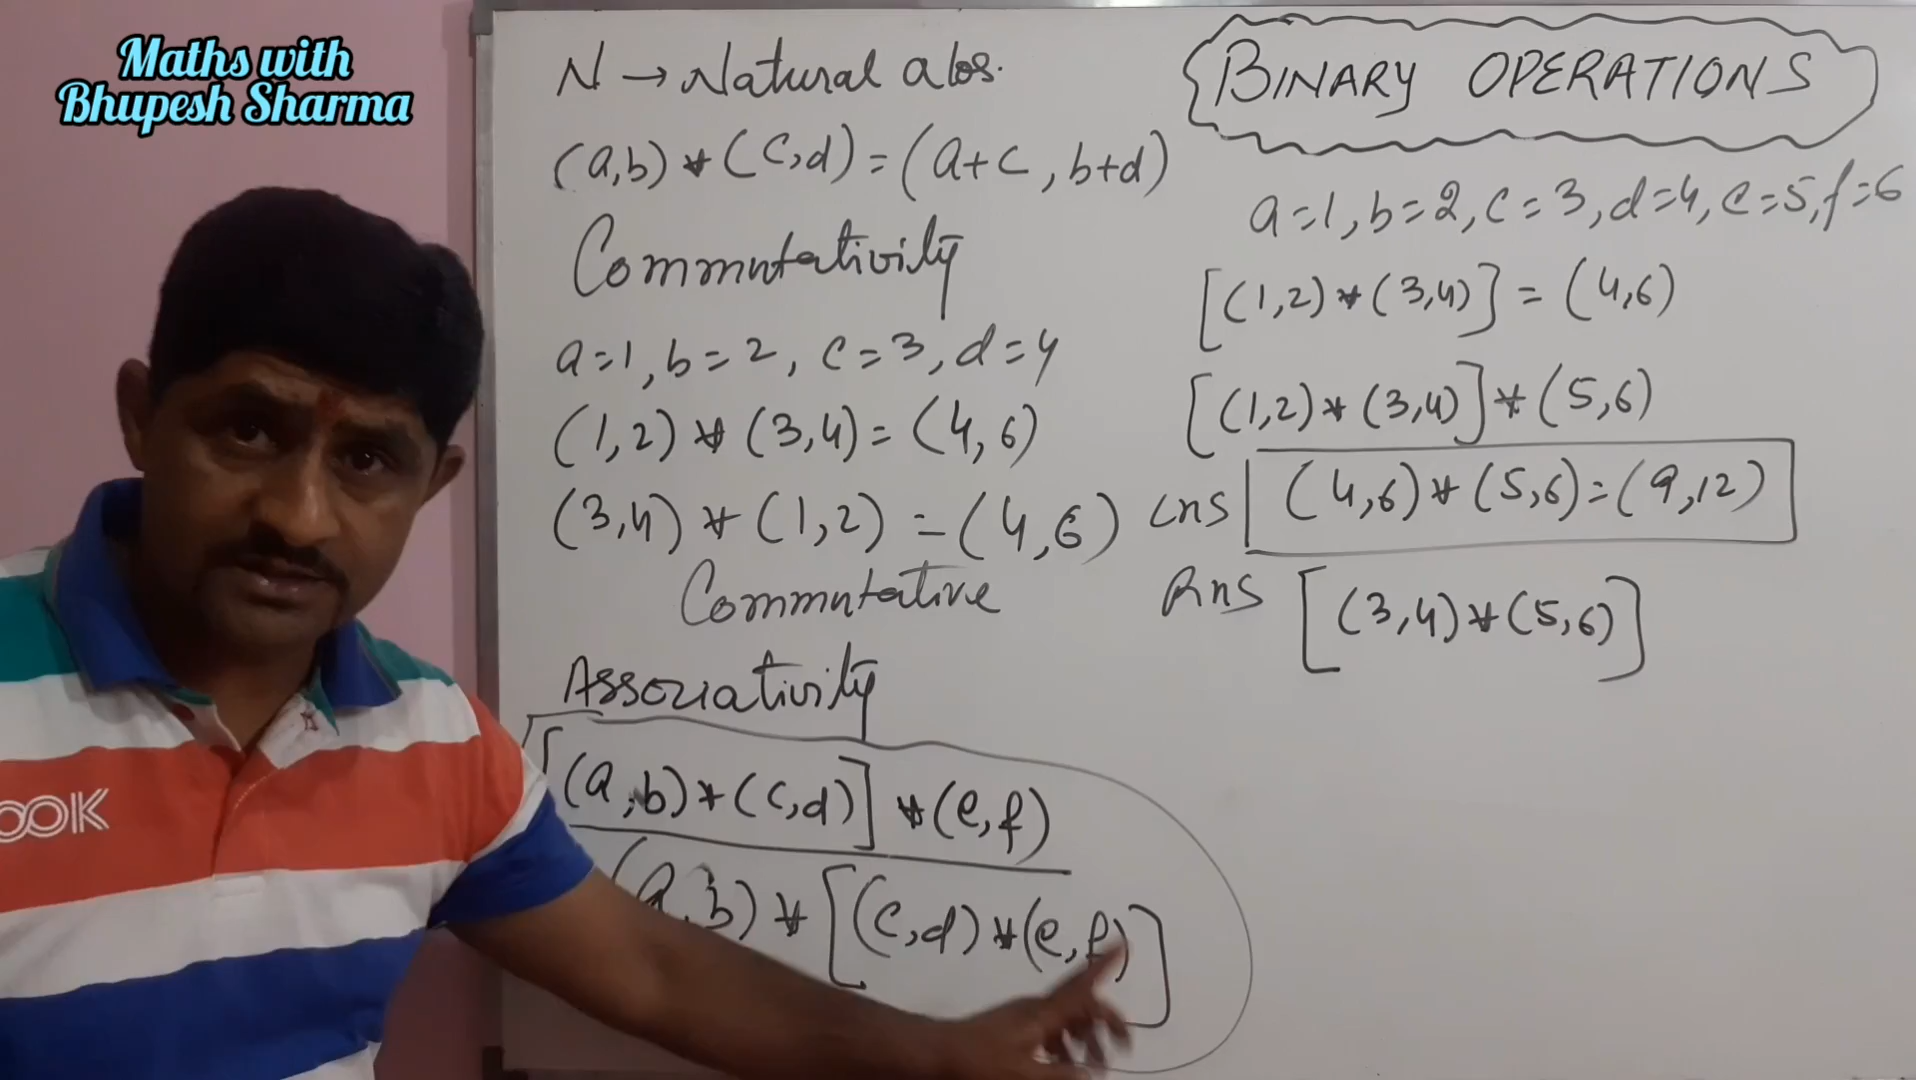 Maths with
Bhupesh Sharma
N → Natural nos.
(a,b) * (c,d) = (a+c, b+d)
Commutativity
a=1, b=2, c=3, d=4
(1,2) * (3,4) = (4,6)
(3,4) * (1,2) = (4,6)
Commutative
Associativity
[(a,b) * (c,d)] * (e,f)
(a,b) * [(c,d) * (e,f)]
BINARY OPERATIONS
a=1, b=2, c=3, d=4, e=5, f=6
[(1,2) * (3,4)] = (4,6)
[(1,2) * (3,4)] * (5,6)
LHS (4,6) * (5,6) = (9,12)
RHS [(3,4) * (5,6)]
OOK